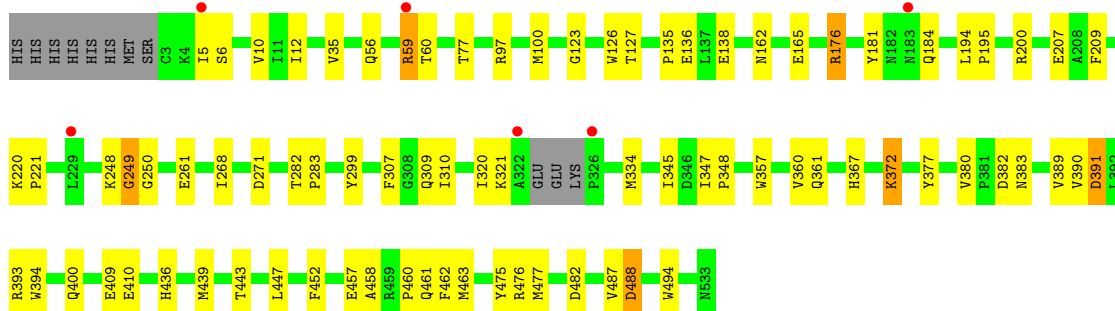 HIS HIS HIS HIS HIS HIS MET SER C3 K4 I5 S6 V10 I11 I12 V35 Q56 R59 T60 T77 R97 M100 G123 W126 T127 P135 E136 L137 E138 N162 E165 R176 Y181 N182 N183 Q184 L194 P195 R200 E207 A208 F209
K220 P221 L229 K248 G249 G250 E261 I268 D271 T282 P283 Y299 F307 G308 Q309 I310 I320 K321 A322 GLU GLU LYS P326 M334 I345 D346 I347 P348 W357 V360 Q361 H367 K372 Y377 V380 P381 D382 N383 V389 V390 D391 L392
R393 W394 Q400 E409 E410 H436 M439 T443 L447 F452 E457 A458 R459 P460 Q461 F462 M463 Y475 R476 M477 D482 V487 D488 W494 N533